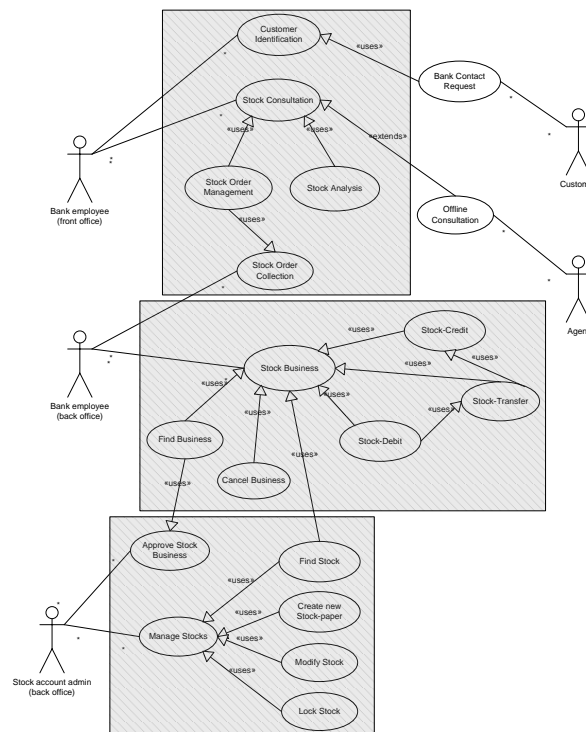 Customer
Identification
«uses»
*
Bank Contact
Request
*
Stock Consultation
*
«uses»
«uses»
«extends»
*
*
Bank employee
(front office)
Stock Order
Management
Stock Analysis
*
Custom
Offline
Consultation
«uses»
*
Stock Order
Collection
*
*
Agen
Stock-Credit
«uses»
«uses»
*
*
Bank employee
(back office)
Stock Business
«uses»
*
«uses»
Stock-Transfer
«uses»
Find Business
Stock-Debit
«uses»
«uses»
Cancel Business
Approve Stock
Business
*
Find Stock
«uses»
*
Create new
Stock-paper
«uses»
*
Manage Stocks
*
«uses»
Modify Stock
Stock account admin
(back office)
«uses»
Lock Stock